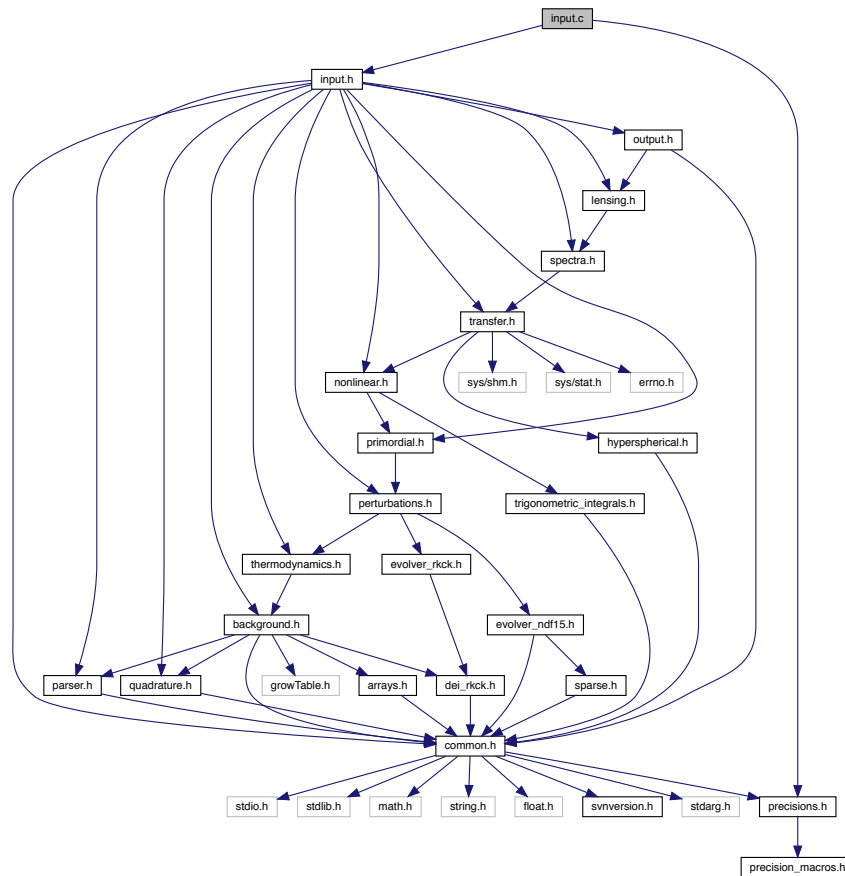 input.c
input.h
output.h
lensing.h
spectra.h
transfer.h
nonlinear.h
sys/shm.h
sys/stat.h
errno.h
primordial.h
hyperspherical.h
perturbations.h
trigonometric_integrals.h
thermodynamics.h
evolver_rkck.h
background.h
evolver_ndf15.h
parser.h
quadrature.h
growTable.h
arrays.h
dei_rkck.h
sparse.h
common.h
stdio.h
stdlib.h
math.h
string.h
float.h
svnversion.h
stdarg.h
precisions.h
precision_macros.h